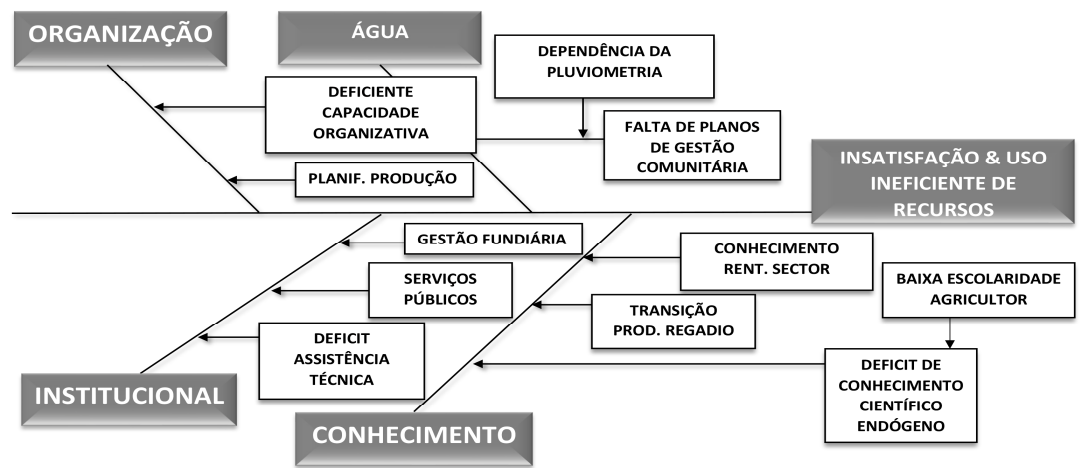 ORGANIZAÇÃO
ÁGUA
DEPENDÊNCIA DA
PLUVIOMETRIA
DEFICIENTE
CAPACIDADE
ORGANIZATIVA
FALTA DE PLANOS
DE GESTÃO
COMUNITÁRIA
PLANIF. PRODUÇÃO
INSATISFAÇÃO & USO
INEFICIENTE DE
RECURSOS
GESTÃO FUNDIÁRIA
SERVIÇOS
PÚBLICOS
DEFICIT
ASSISTÊNCIA
TÉCNICA
INSTITUCIONAL
CONHECIMENTO
RENT. SECTOR
TRANSIÇÃO
PROD. REGADIO
BAIXA ESCOLARIDADE
AGRICULTOR
DEFICIT DE
CONHECIMENTO
CIENTÍFICO
ENDÓGENO
CONHECIMENTO